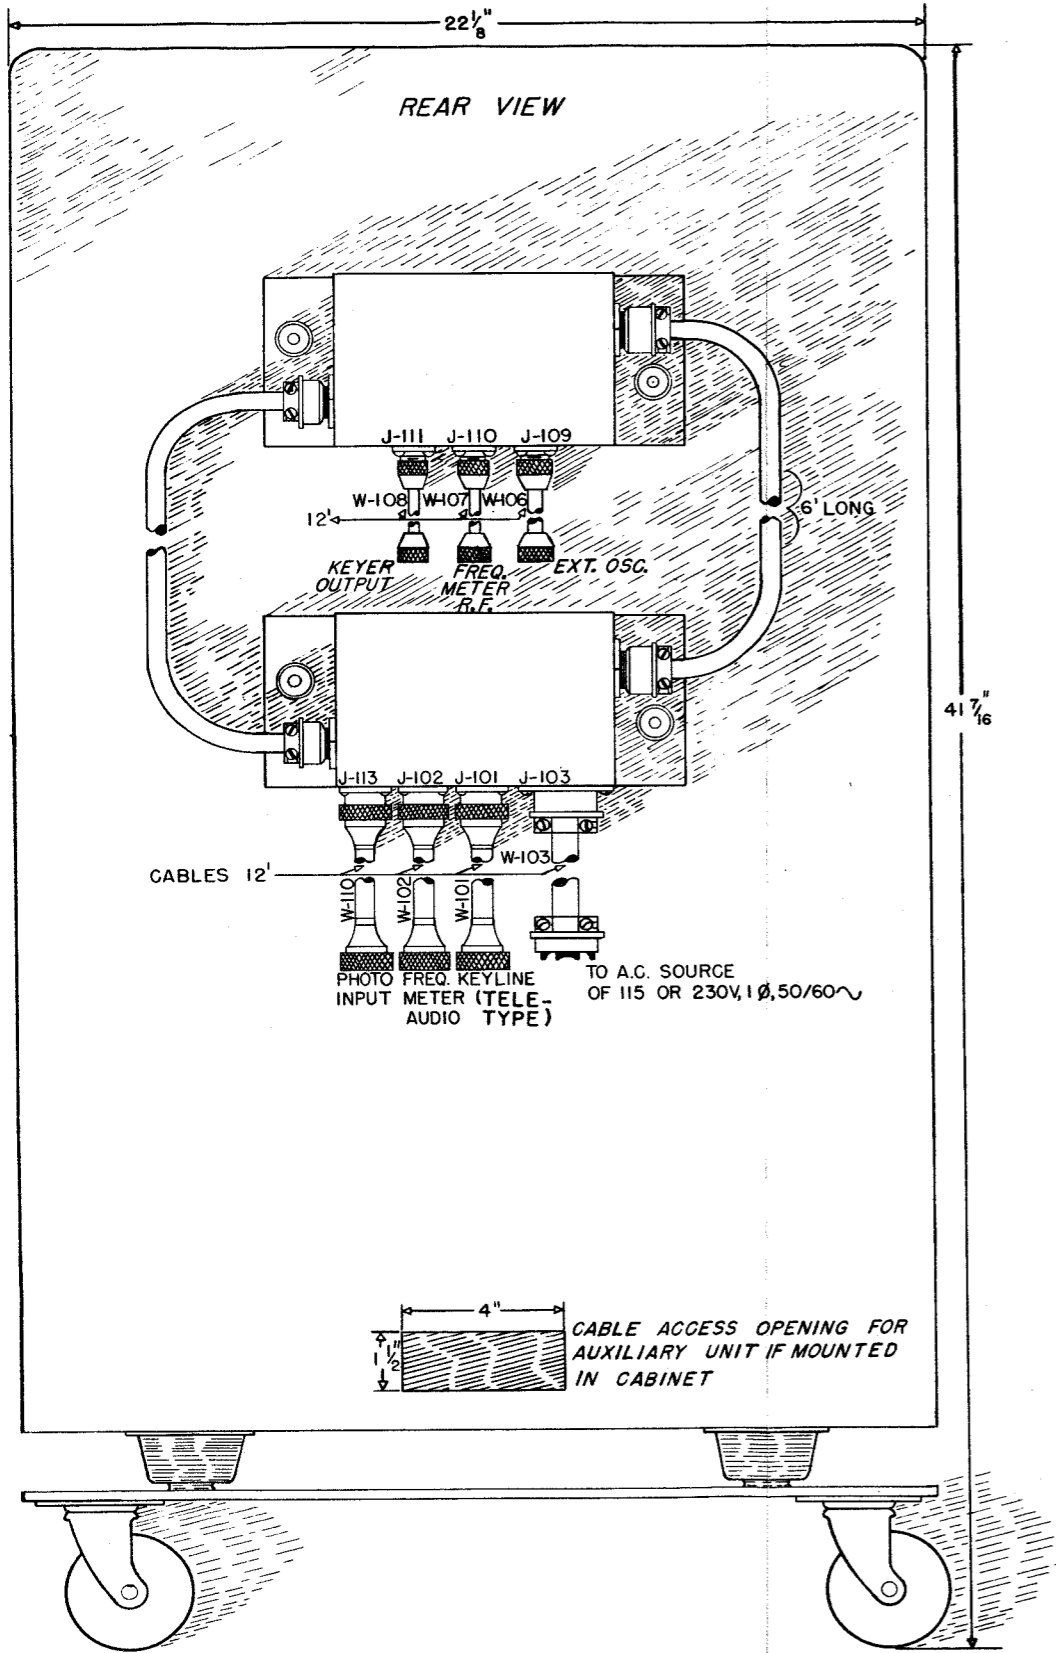 22 1/8"
REAR VIEW
J-111 J-110 J-109
W-108 W-107 W-106
12'
6' LONG
KEYER
OUTPUT
FREQ.
METER
R.F.
EXT. OSC.
41 7/16"
J-113 J-102 J-101 J-103
W-103
CABLES 12'
W-110
W-102
W-101
PHOTO
INPUT
FREQ.
METER
AUDIO
KEYLINE
(TELE-
TYPE)
TO A.C. SOURCE
OF 115 OR 230V, 1 Ø, 50/60~
4"
1 1/2"
CABLE ACCESS OPENING FOR
AUXILIARY UNIT IF MOUNTED
IN CABINET